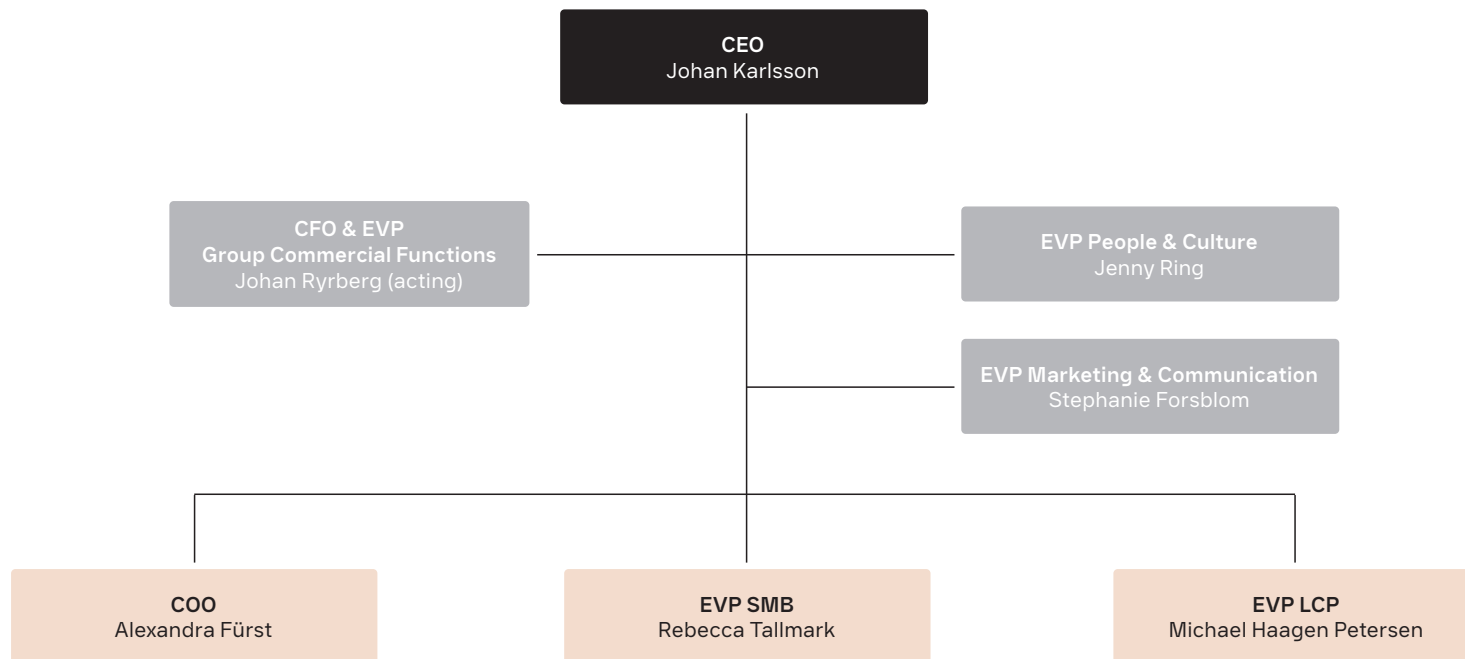 CEO
Johan Karlsson
CFO & EVP
Group Commercial Functions
Johan Ryrberg (acting)
EVP People & Culture
Jenny Ring
EVP Marketing & Communication
Stephanie Forsblom
COO
Alexandra Fürst
EVP SMB
Rebecca Tallmark
EVP LCP
Michael Haagen Petersen